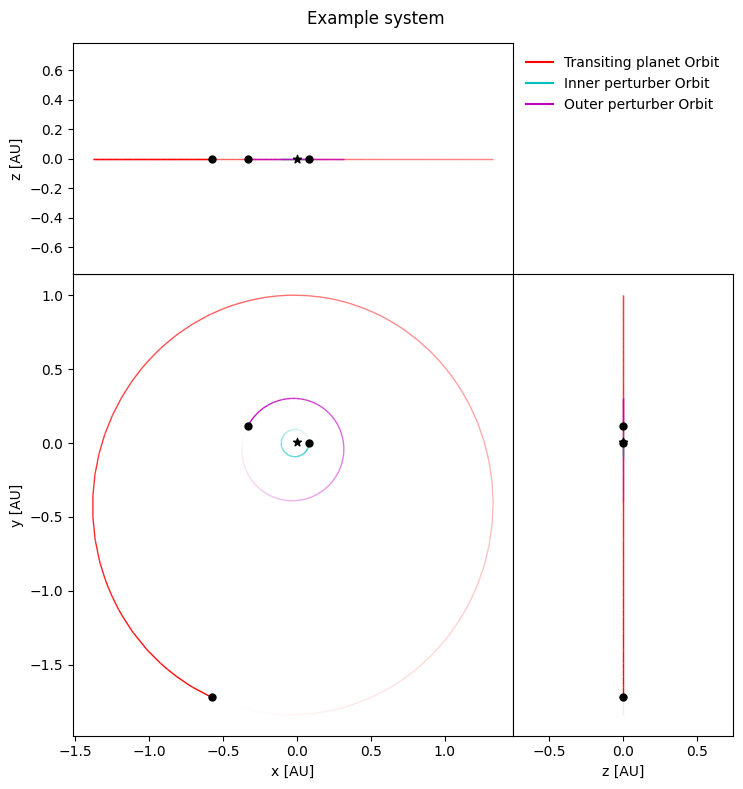 Example system
Transiting planet Orbit
Inner perturber Orbit
Outer perturber Orbit
z [AU]
0.6
0.4
0.2
0.0
−0.2
−0.4
−0.6
y [AU]
1.0
0.5
0.0
−0.5
−1.0
−1.5
−1.5 −1.0 −0.5 0.0 0.5 1.0
x [AU]
−0.5 0.0 0.5
z [AU]